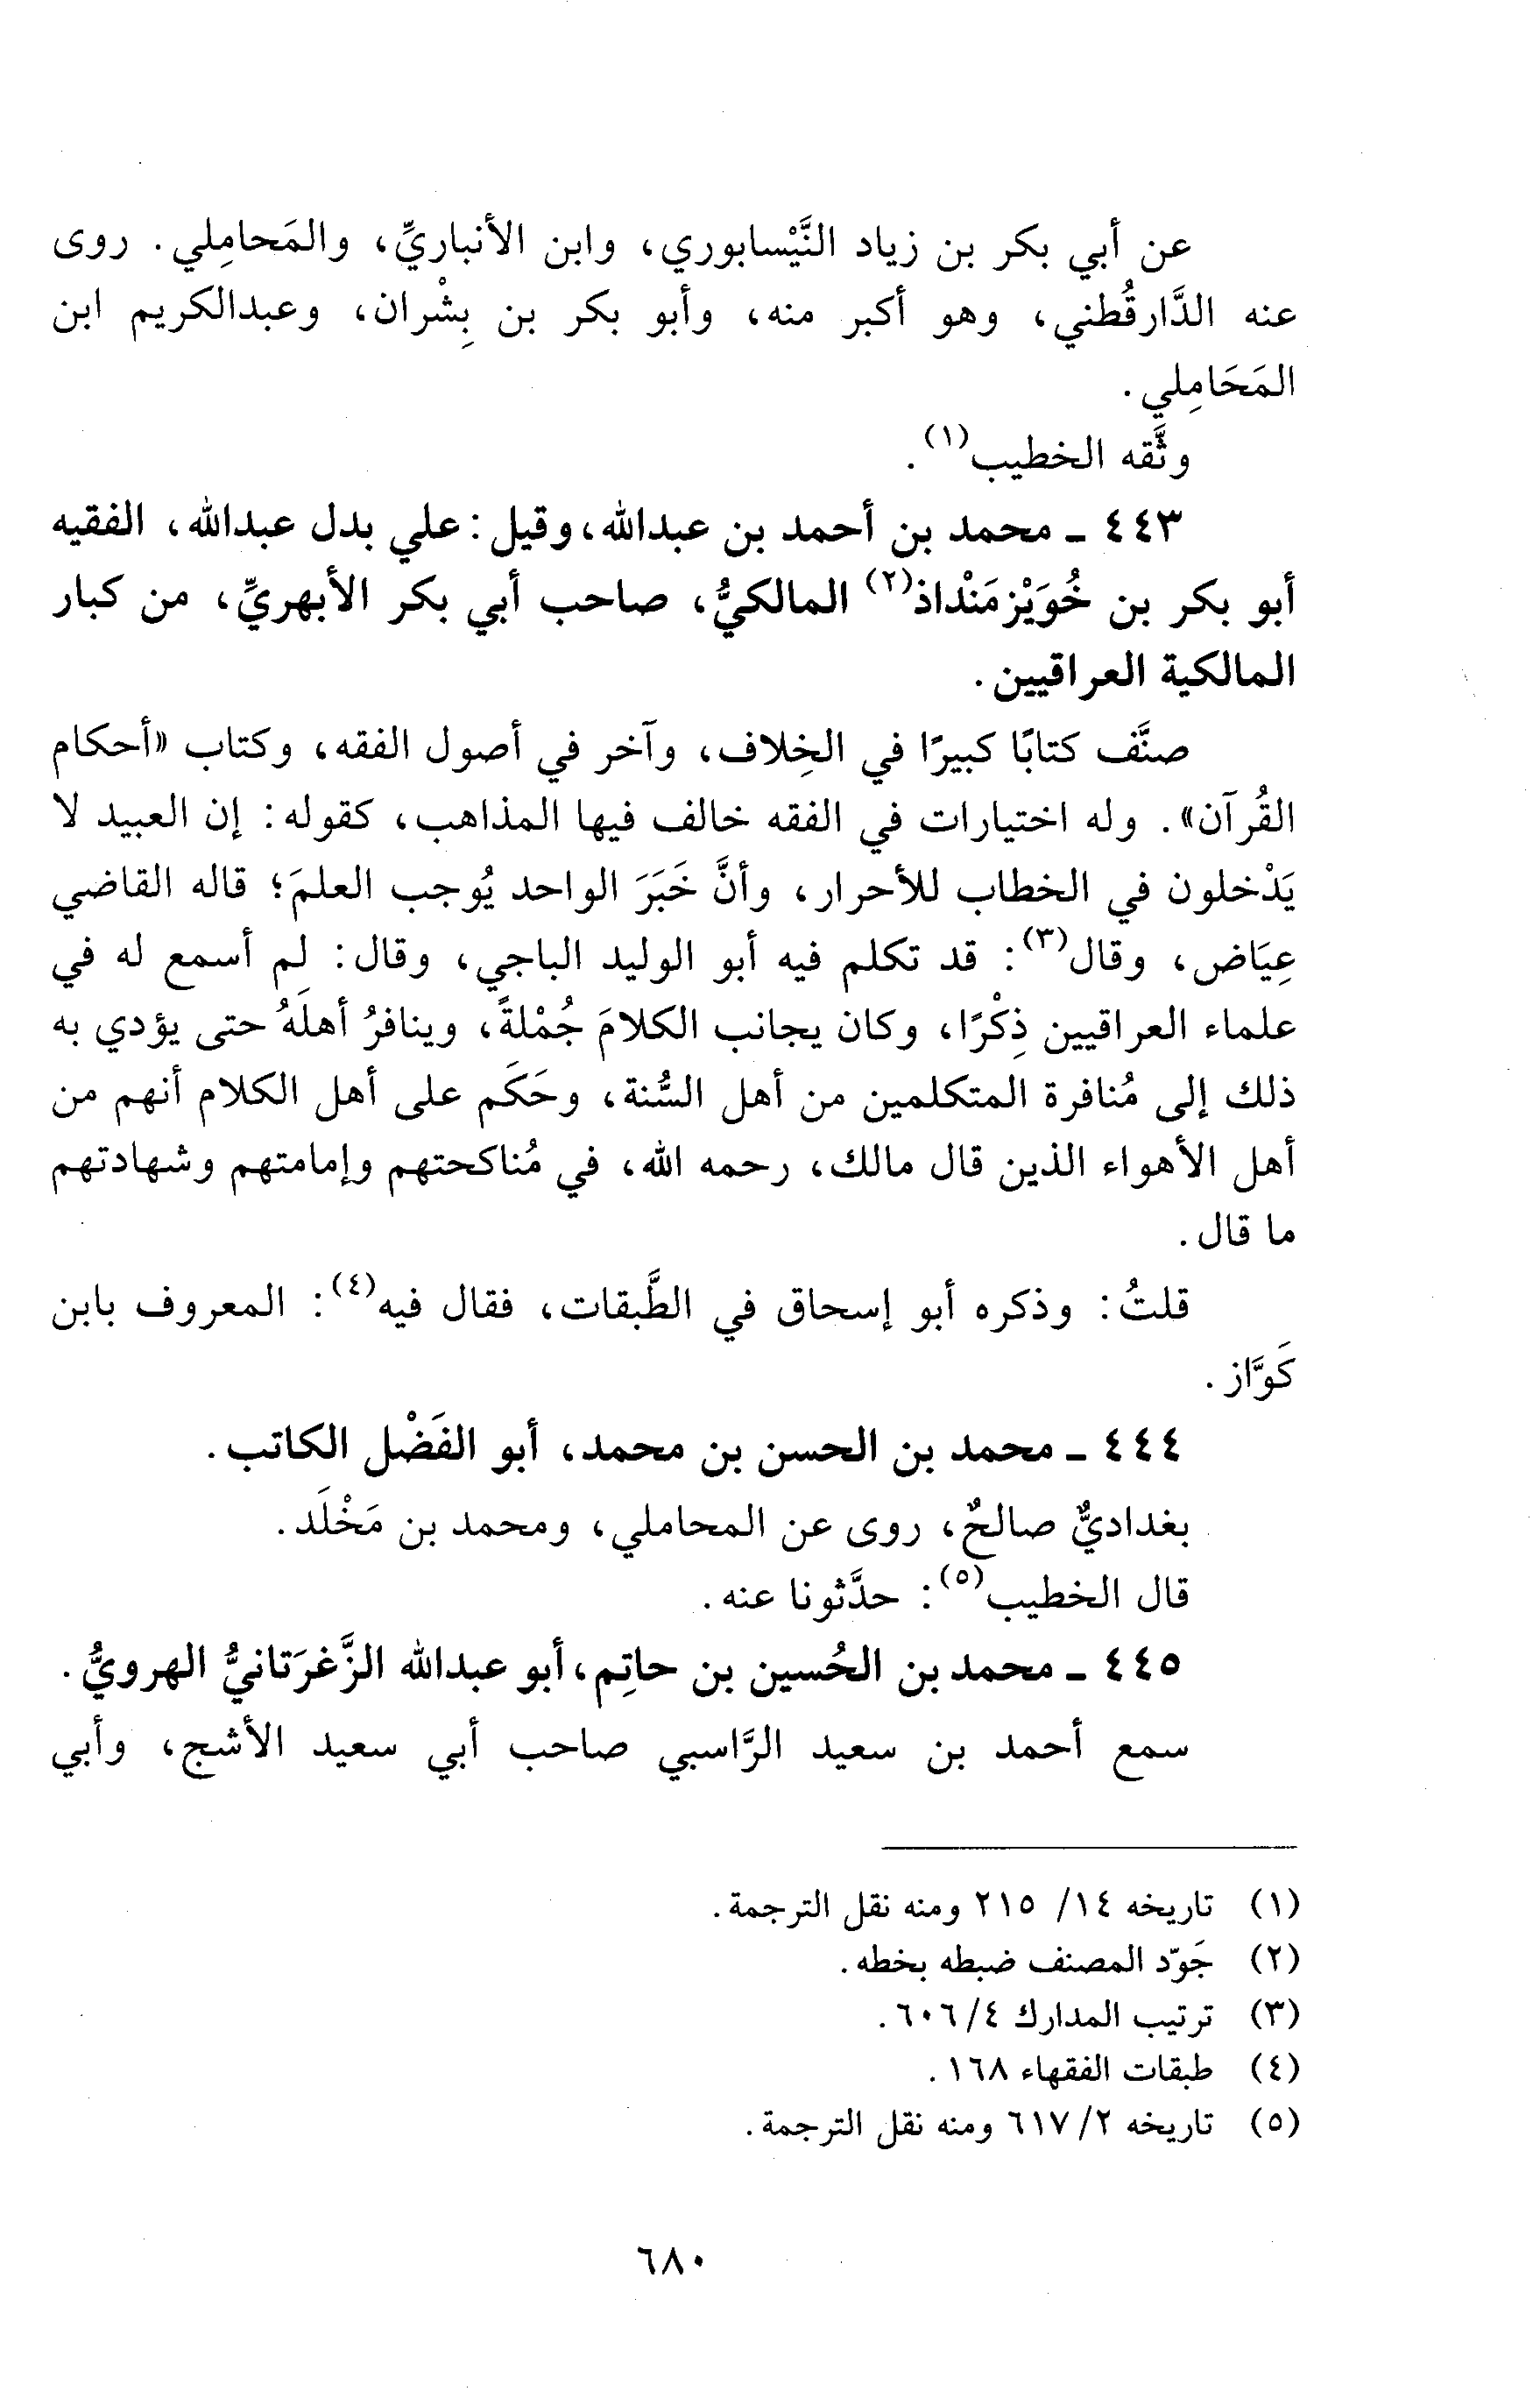 عن أبي بكر بن زياد النَّيْسابوري، وابن الأنباريِّ، والمَحامِلي. روى
عنه الدَّارقُطني، وهو أكبر منه، وأبو بكر بن بِشْران، وعبدالكريم ابن
المَحَامِلي.
وثَّقه الخطيب(١).
٤٤٣ ـ محمد بن أحمد بن عبدالله، وقيل: علي بدل عبدالله، الفقيه
أبو بكر بن خُوَيْزمَنْداذ(٢) المالكيُّ، صاحب أبي بكر الأبهريِّ، من كبار
المالكية العراقيين.
صنَّف كتابًا كبيرًا في الخِلاف، وآخر في أصول الفقه، وكتاب «أحكام
القُرآن». وله اختيارات في الفقه خالف فيها المذاهب، كقوله: إن العبيد لا
يَدْخلون في الخطاب للأحرار، وأنَّ خَبَرَ الواحد يُوجب العلمَ؛ قاله القاضي
عِيَاض، وقال(٣): قد تكلم فيه أبو الوليد الباجي، وقال: لم أسمع له في
علماء العراقيين ذِكْرًا، وكان يجانب الكلامَ جُمْلةً، وينافرُ أهلَهُ حتى يؤدي به
ذلك إلى مُنافرة المتكلمين من أهل السُّنة، وحَكَم على أهل الكلام أنهم من
أهل الأهواء الذين قال مالك، رحمه الله، في مُناكحتهم وإمامتهم وشهادتهم
ما قال.
قلتُ: وذكره أبو إسحاق في الطَّبقات، فقال فيه(٤): المعروف بابن
كَوَّاز.
٤٤٤ ـ محمد بن الحسن بن محمد، أبو الفَضْل الكاتب.
بغداديٌّ صالحٌ، روى عن المحاملي، ومحمد بن مَخْلَد.
قال الخطيب(٥): حدَّثونا عنه.
٤٤٥ ـ محمد بن الحُسين بن حاتِم، أبو عبدالله الزَّغرَتانيُّ الهرويُّ.
سمع أحمد بن سعيد الرَّاسبي صاحب أبي سعيد الأشج، وأبي
(١) تاريخه ١٤/ ٢١٥ ومنه نقل الترجمة.
(٢) جَوّد المصنف ضبطه بخطه.
(٣) ترتيب المدارك ٤/ ٦٠٦.
(٤) طبقات الفقهاء ١٦٨.
(٥) تاريخه ٢/ ٦١٧ ومنه نقل الترجمة.
٦٨٠